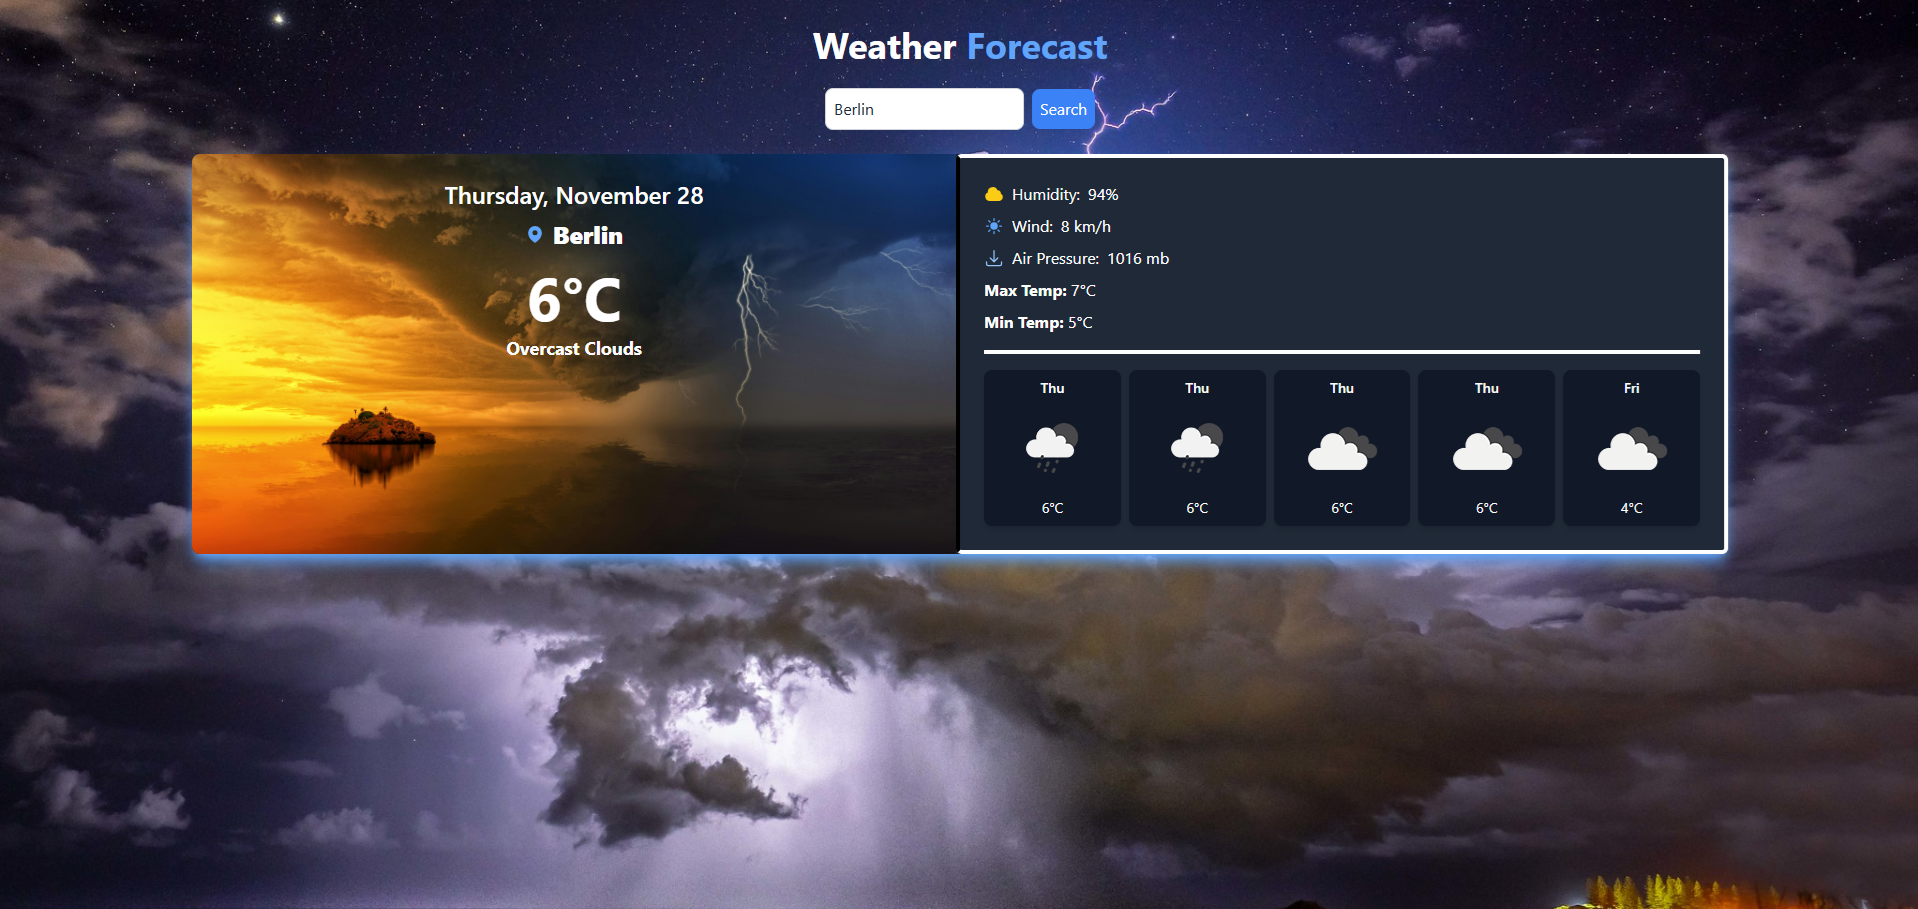 Weather Forecast
Berlin
Search
Thursday, November 28
Berlin
6°C
Overcast Clouds
Humidity: 94%
Wind: 8 km/h
Air Pressure: 1016 mb
Max Temp: 7°C
Min Temp: 5°C
Thu Thu Thu Thu Fri
6°C 6°C 6°C 6°C 4°C